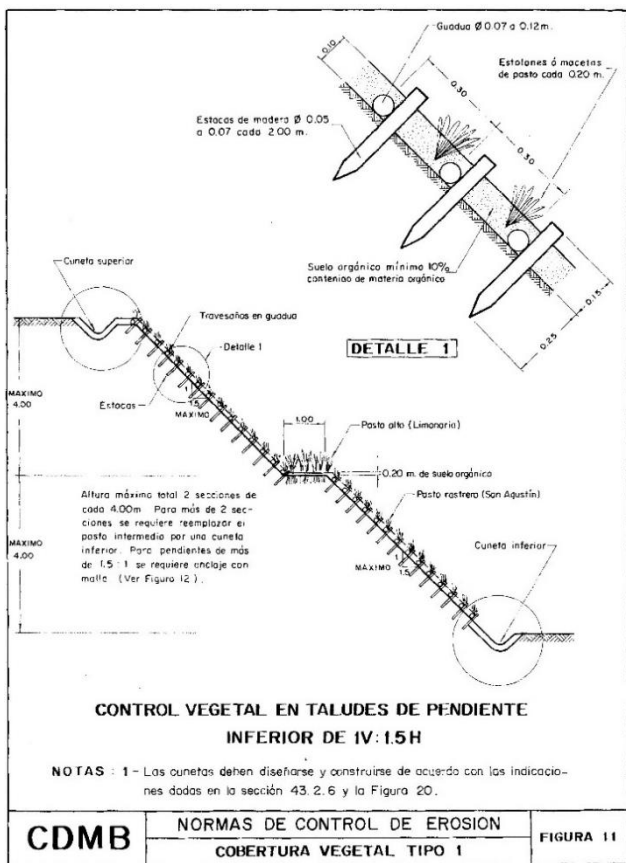 Guadua Ø 0.07 a 0.12 m.
0.10
Estolones ó macetas
de pasto cada 0.20 m.
0.30
Estacas de madera Ø 0.05
a 0.07 cada 2.00 m.
0.30
Suelo orgánico mínimo 10%
contenido de materia orgánico
0.15
0.25
DETALLE 1
Cuneta superior
Travesaños en guadua
Detalle 1
MAXIMO
4.00
Estacas
1
1.5
MAXIMO
1.00
Pasto alto (Limonaria)
0.20 m. de suelo orgánico
Pasto rastrero (San Agustín)
Altura máxima total 2 secciones de
cada 4.00m Para más de 2 sec-
ciones se requiere reemplazar el
pasto intermedio por una cuneta
inferior. Para pendientes de más
de 1.5 : 1 se requiere anclaje con
malla (Ver Figura 12).
MAXIMO
4.00
Cuneta inferior
MAXIMO
1
1.5
CONTROL VEGETAL EN TALUDES DE PENDIENTE
INFERIOR DE 1V: 1.5H
NOTAS : 1 - Las cunetas deben diseñarse y construirse de acuerdo con las indicacio-
nes dadas en la sección 43.2.6 y la Figura 20.
CDMB
NORMAS DE CONTROL DE EROSION
COBERTURA VEGETAL TIPO 1
FIGURA 11